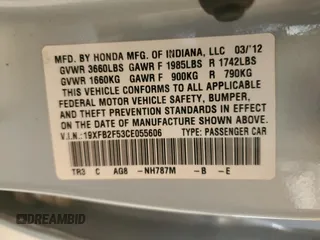 MFD. BY HONDA MFG. OF INDIANA, LLC 03/'12
GVWR 3660LBS GAWR F 1985LBS R 1742LBS
GVWR 1660KG GAWR F 900KG R 790KG
THIS VEHICLE CONFORMS TO ALL APPLICABLE
FEDERAL MOTOR VEHICLE SAFETY, BUMPER,
AND THEFT PREVENTION STANDARDS IN EFFECT
ON THE DATE OF MANUFACTURE SHOWN ABOVE.
V.I.N.: 19XFB2F53CE055606 TYPE: PASSENGER CAR
TR3 C AG8 -NH787M -B -E
DREAMBID